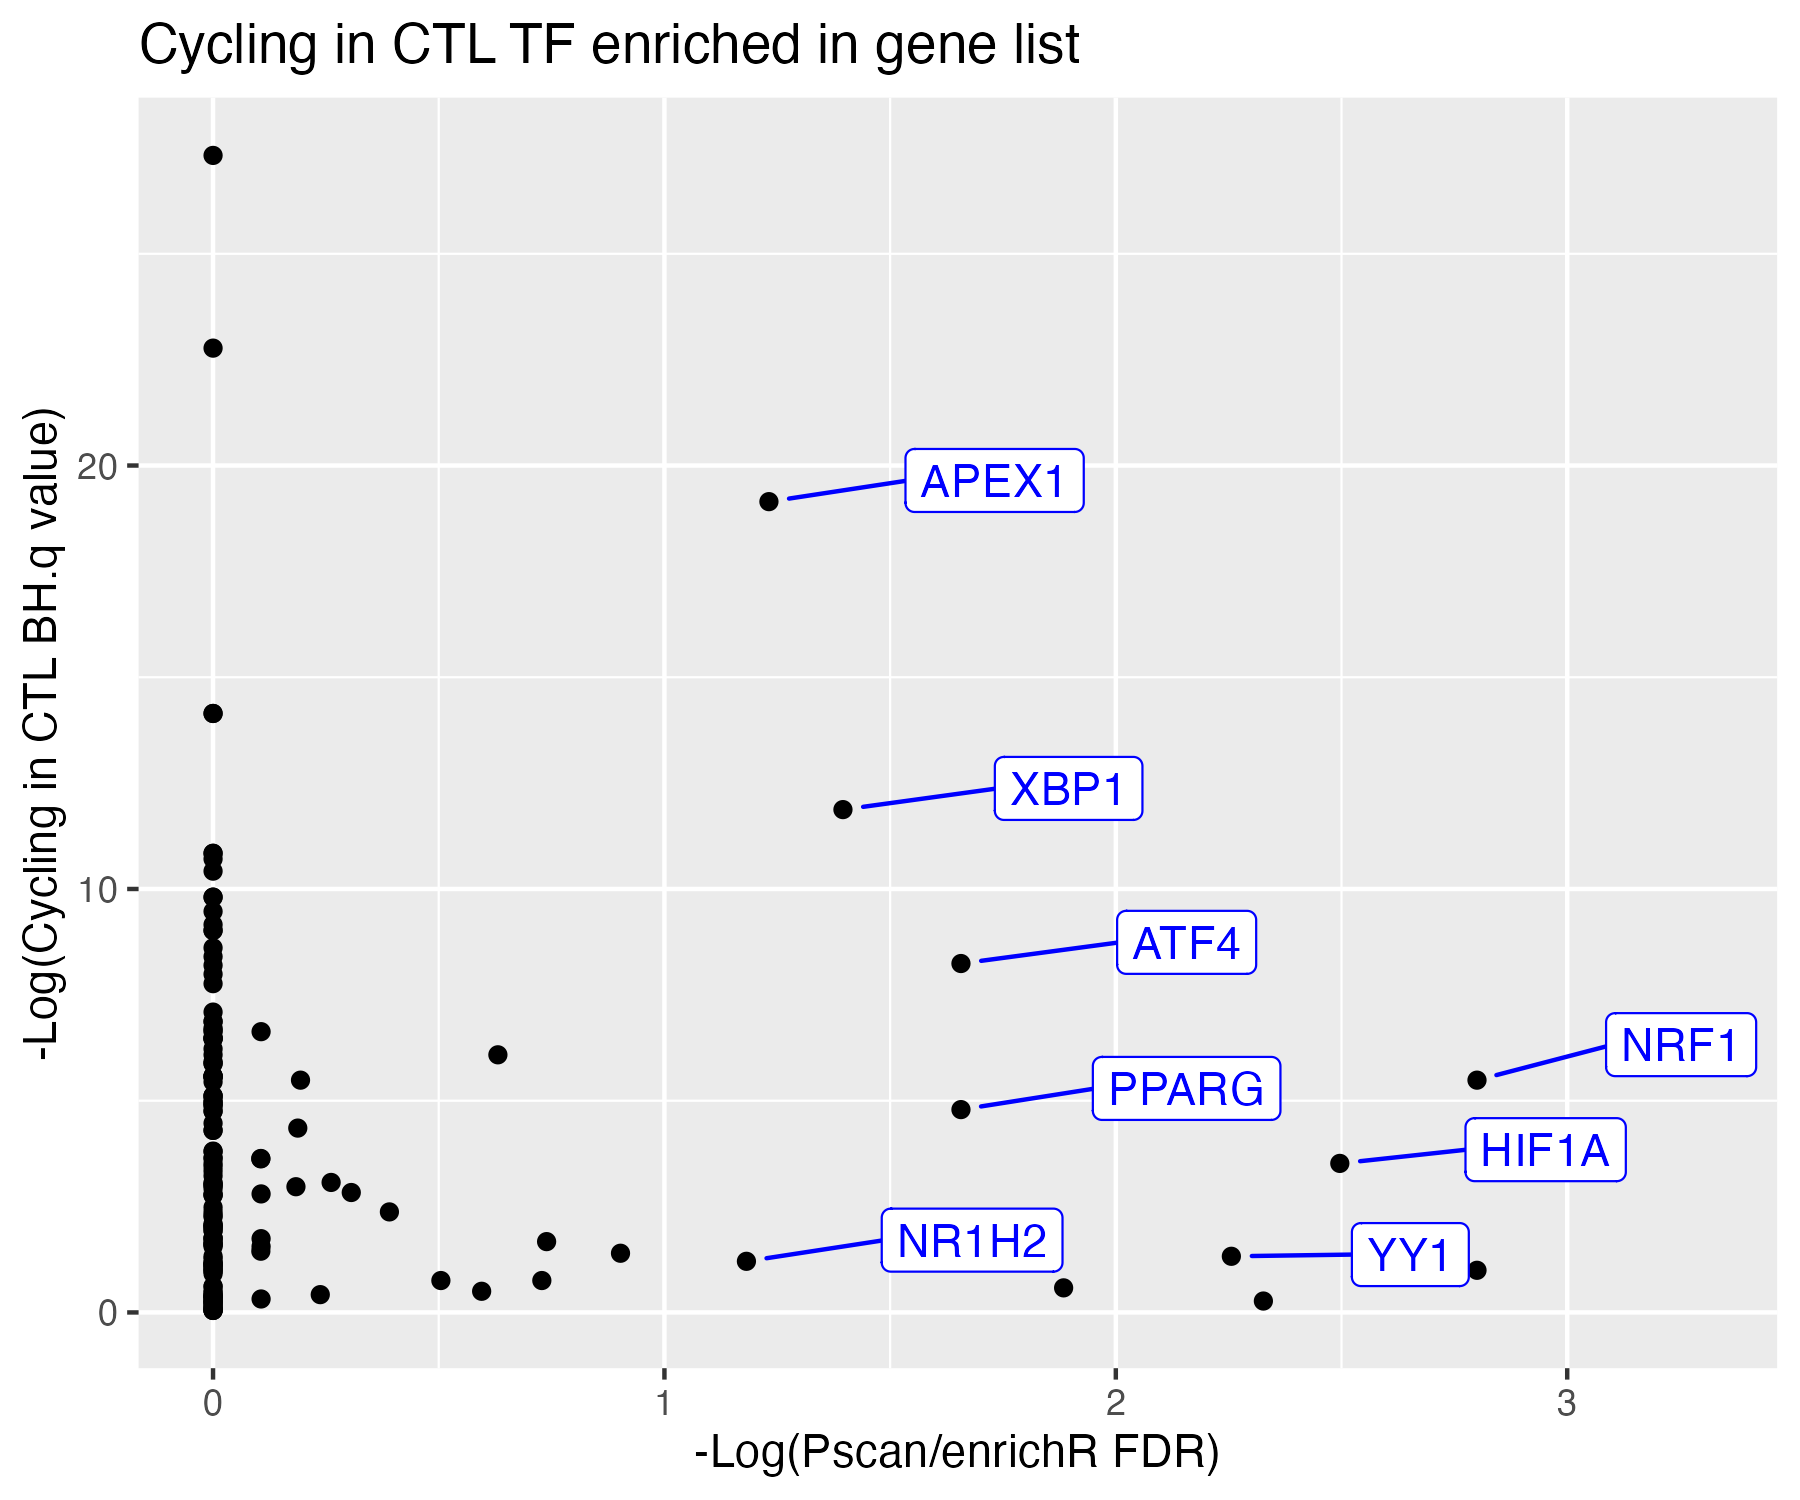 Cycling in CTL TF enriched in gene list
-Log(Cycling in CTL BH.q value)
20
10
0
APEX1
XBP1
ATF4
NRF1
PPARG
HIF1A
NR1H2
YY1
0
1
2
3
-Log(Pscan/enrichR FDR)